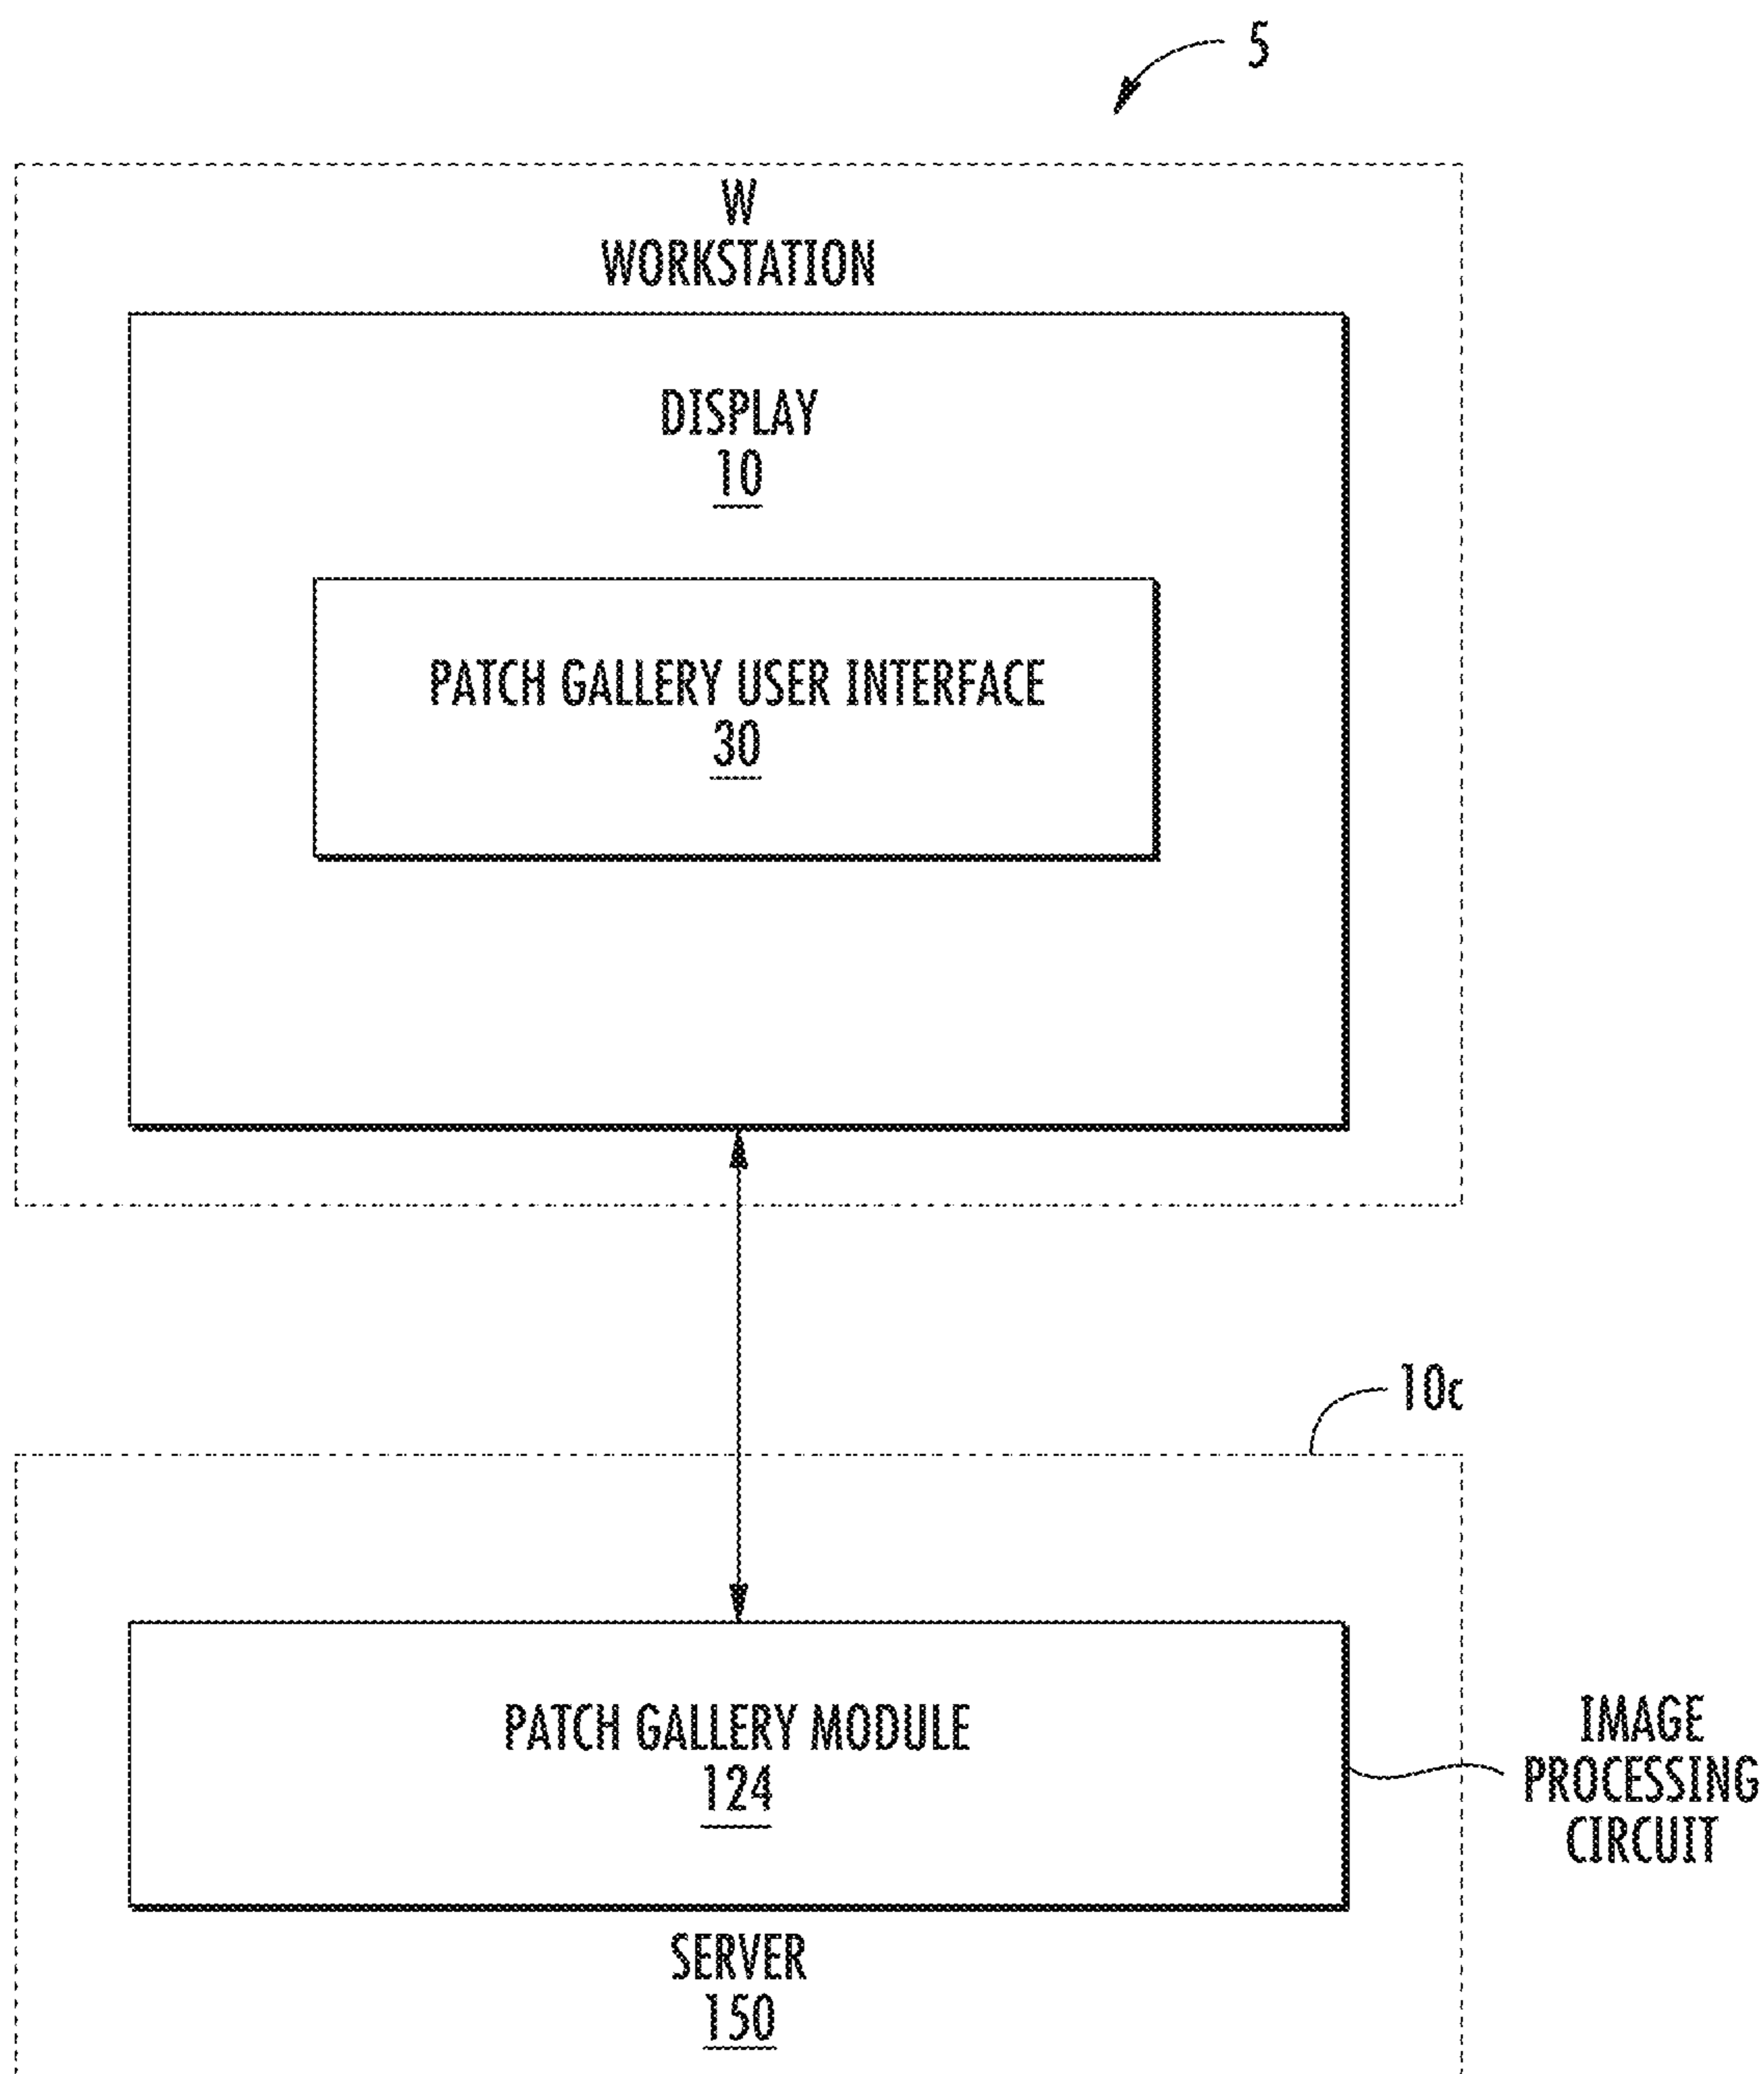 5
W
WORKSTATION
DISPLAY
10
PATCH GALLERY USER INTERFACE
30
10c
PATCH GALLERY MODULE
124
IMAGE
PROCESSING
CIRCUIT
SERVER
150